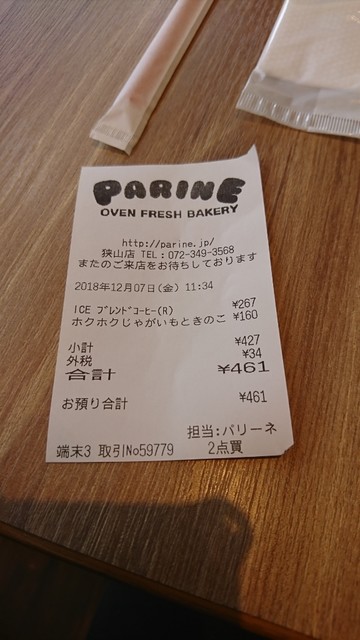 PARINE
OVEN FRESH BAKERY
http://parine.jp/
狭山店 TEL:072-349-3568
またのご来店をお待ちしております
2018年12月07日(金) 11:34
ICE ﾌﾞﾚﾝﾄﾞｺｰﾋｰ(R) ¥267
ホクホクじゃがいもときのこ ¥160
小計 ¥427
外税 ¥34
合計 ¥461
お預り合計 ¥461
担当:パリーネ
端末3 取引No59779 2点買